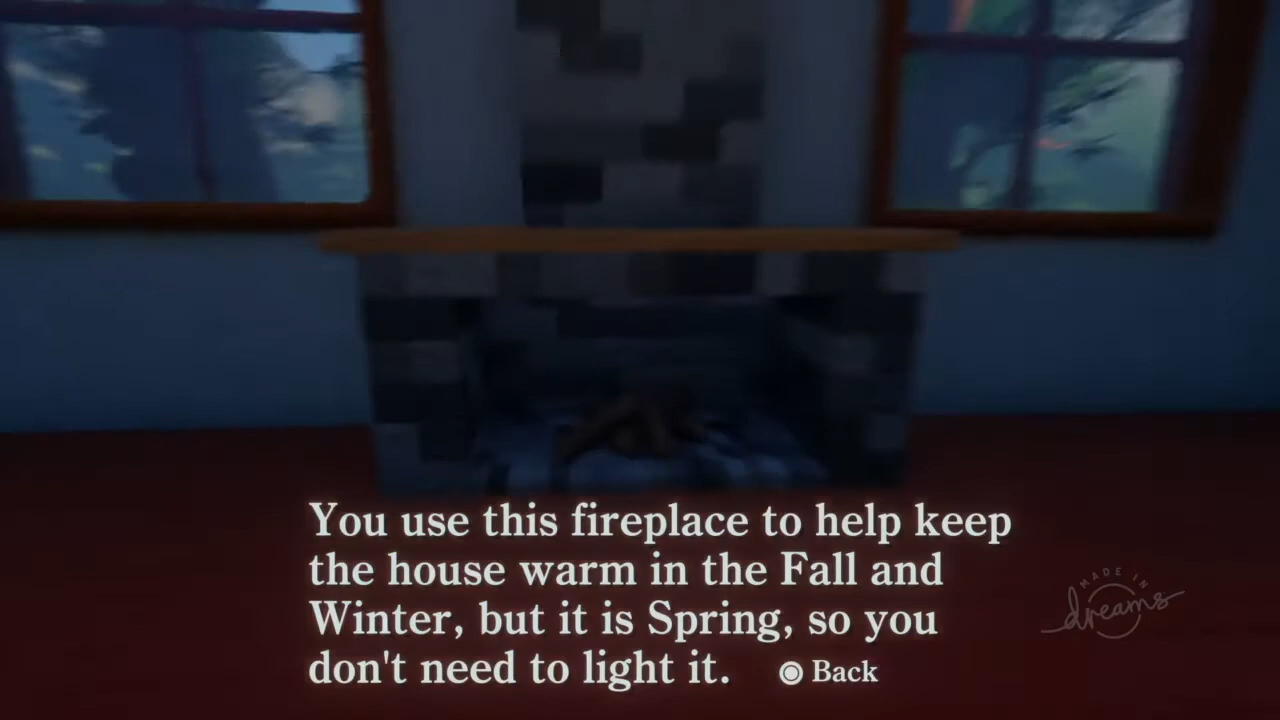 You use this fireplace to help keep
the house warm in the Fall and
Winter, but it is Spring, so you
don't need to light it.
Back
MADE IN
dreams